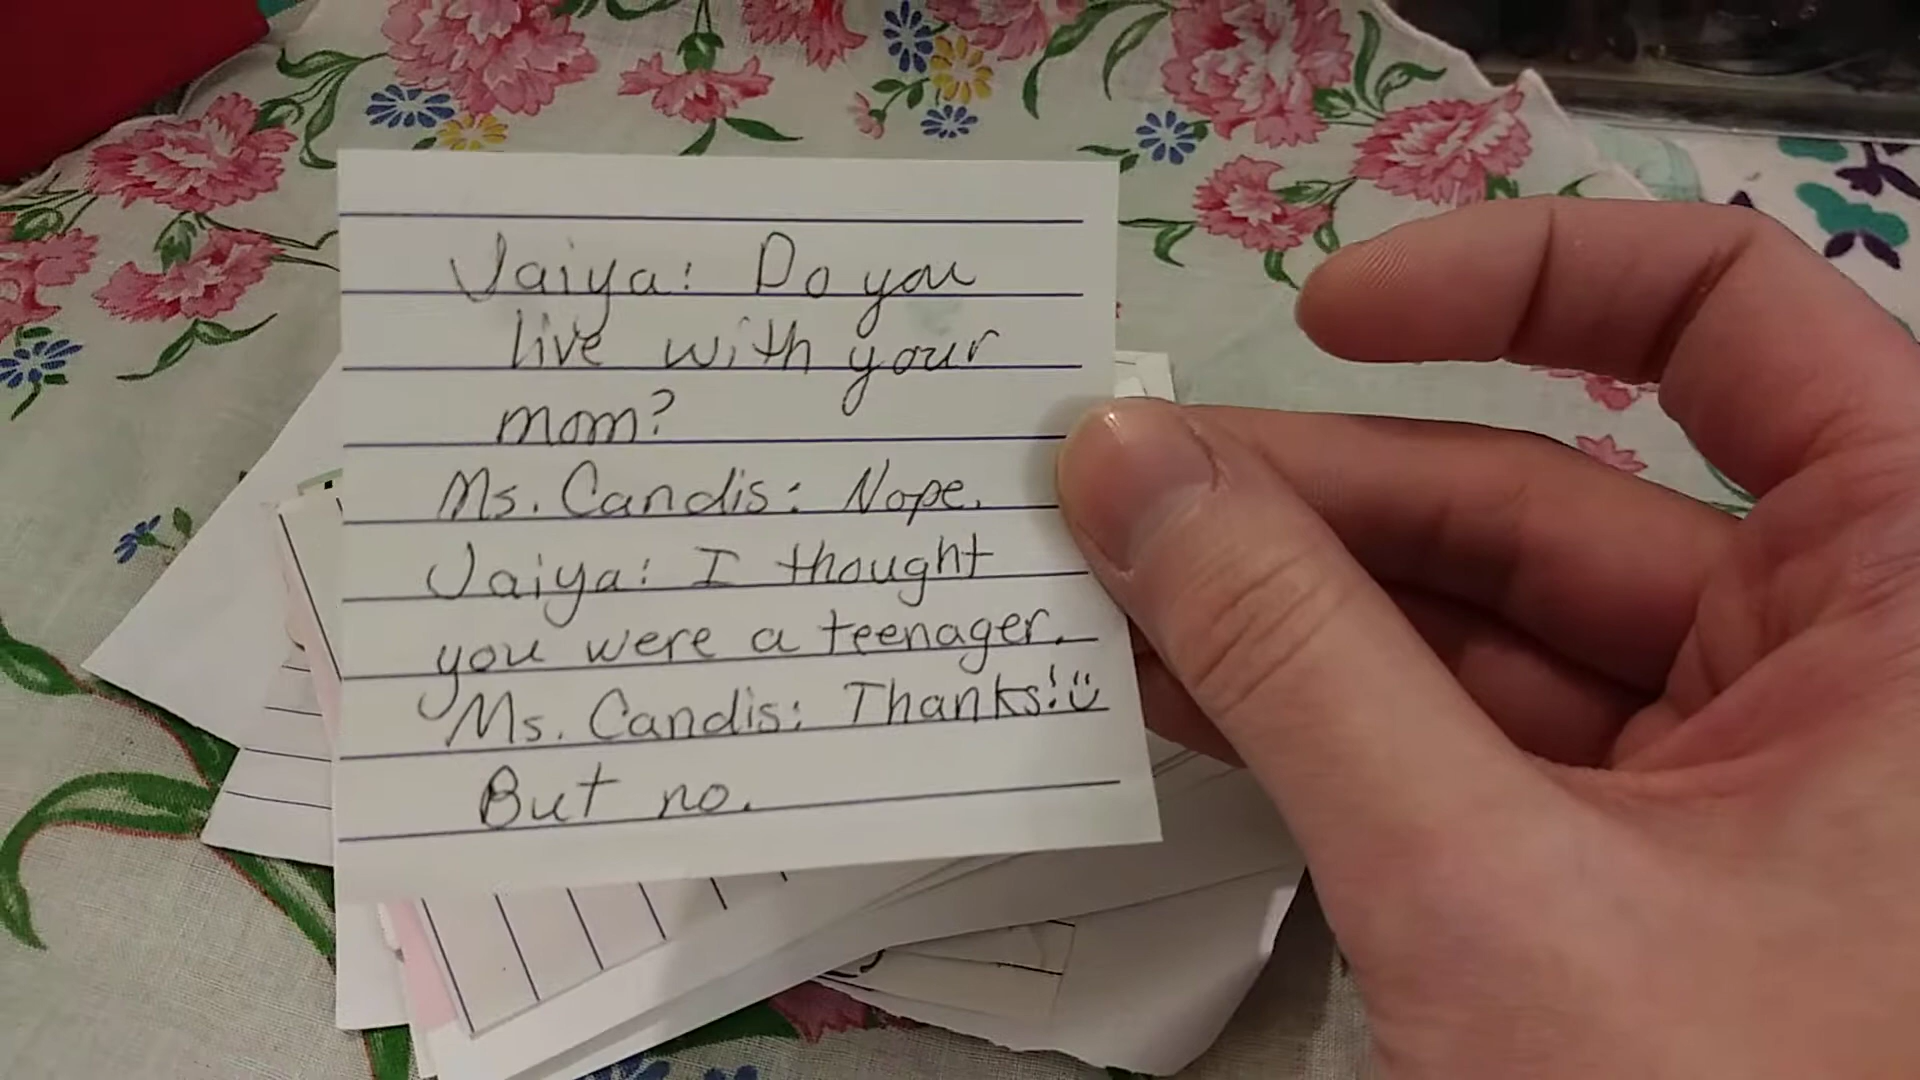 Jaiya: Do you
live with your
mom?
Ms. Candis: Nope.
Jaiya: I thought
you were a teenager.
Ms. Candis: Thanks! ☺
But no.